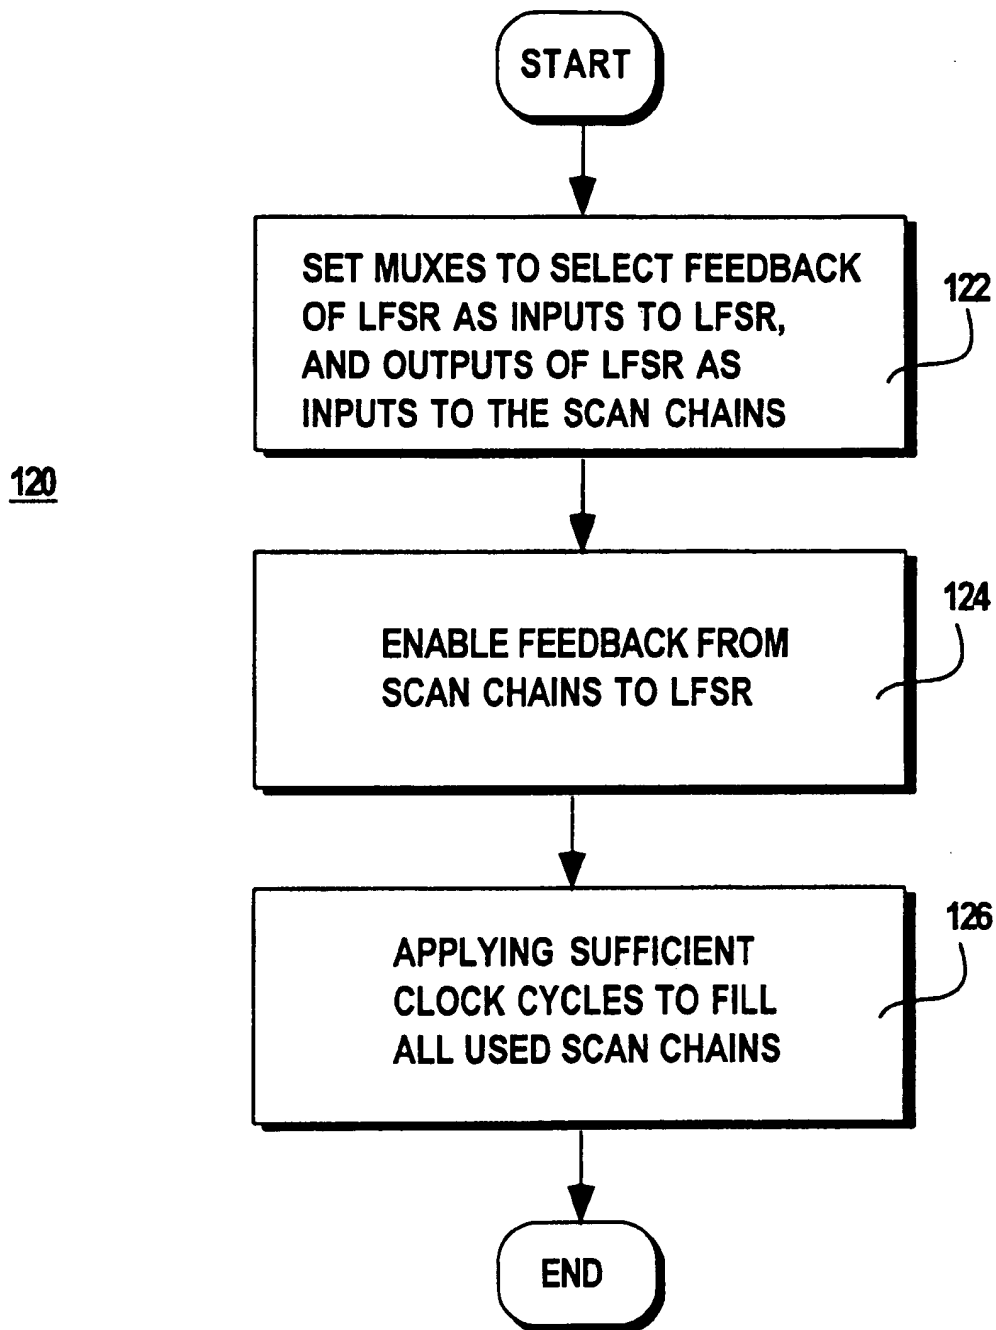 START
SET MUXES TO SELECT FEEDBACK
OF LFSR AS INPUTS TO LFSR,
AND OUTPUTS OF LFSR AS
INPUTS TO THE SCAN CHAINS
122
120
ENABLE FEEDBACK FROM
SCAN CHAINS TO LFSR
124
APPLYING SUFFICIENT
CLOCK CYCLES TO FILL
ALL USED SCAN CHAINS
126
END